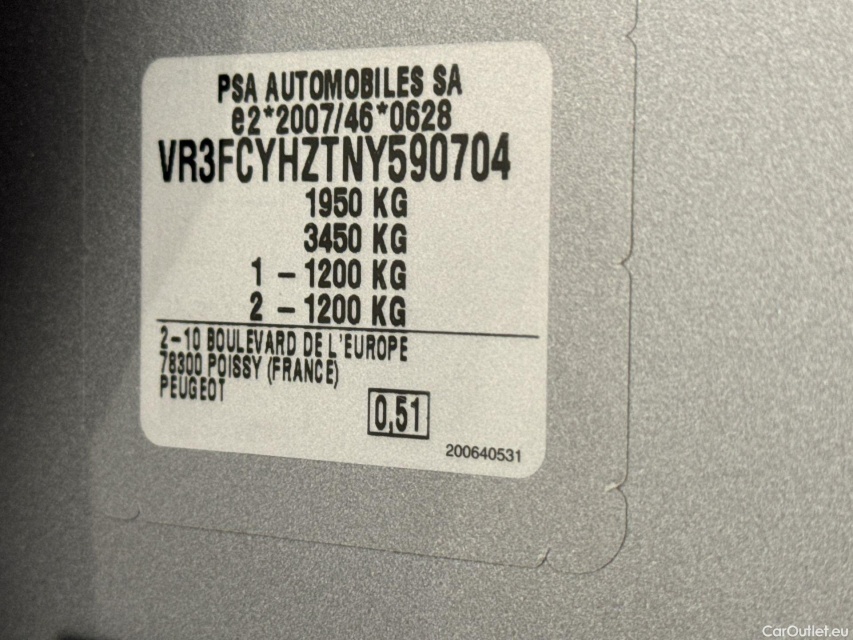 PSA AUTOMOBILES SA
e2*2007/46*0628
VR3FCYHZTNY590704
1950 KG
3450 KG
1 - 1200 KG
2 - 1200 KG
2-10 BOULEVARD DE L'EUROPE
78300 POISSY (FRANCE)
PEUGEOT
0,51
200640531
CarOutlet.eu